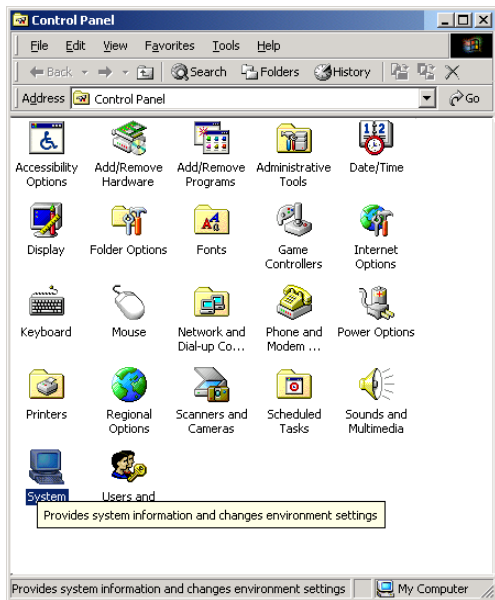 Control Panel
File Edit View Favorites Tools Help
Back Search Folders History
Address Control Panel Go
Accessibility Options
Add/Remove Hardware
Add/Remove Programs
Administrative Tools
Date/Time
Display
Folder Options
Fonts
Game Controllers
Internet Options
Keyboard
Mouse
Network and Dial-up Co...
Phone and Modem ...
Power Options
Printers
Regional Options
Scanners and Cameras
Scheduled Tasks
Sounds and Multimedia
System
Users and
Provides system information and changes environment settings
Provides system information and changes environment settings My Computer